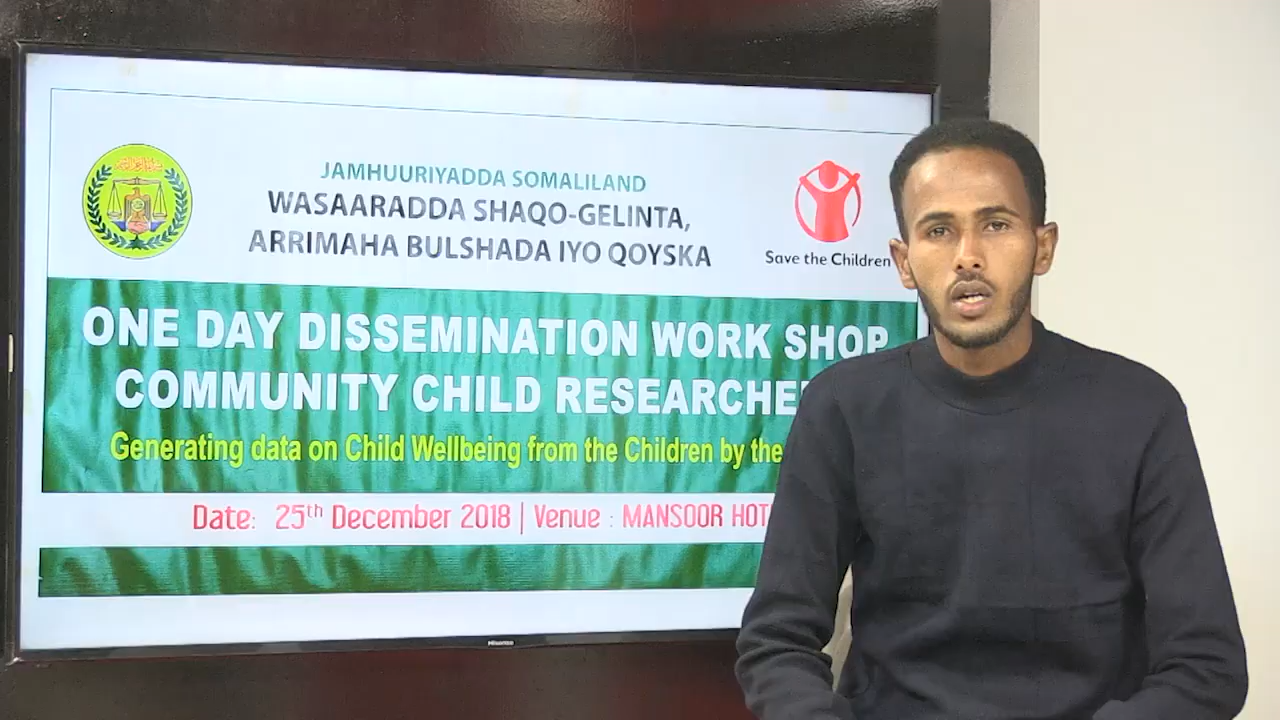 JAMHUURIYADDA SOMALILAND
WASAARADDA SHAQO-GELINTA,
ARRIMAHA BULSHADA IYO QOYSKA
Save the Children
ONE DAY DISSEMINATION WORK SHOP
COMMUNITY CHILD
Generating data on Child Wellbeing from the Children by the
Date: 25th December 2018 | Venue : MANSOOR
Hisense